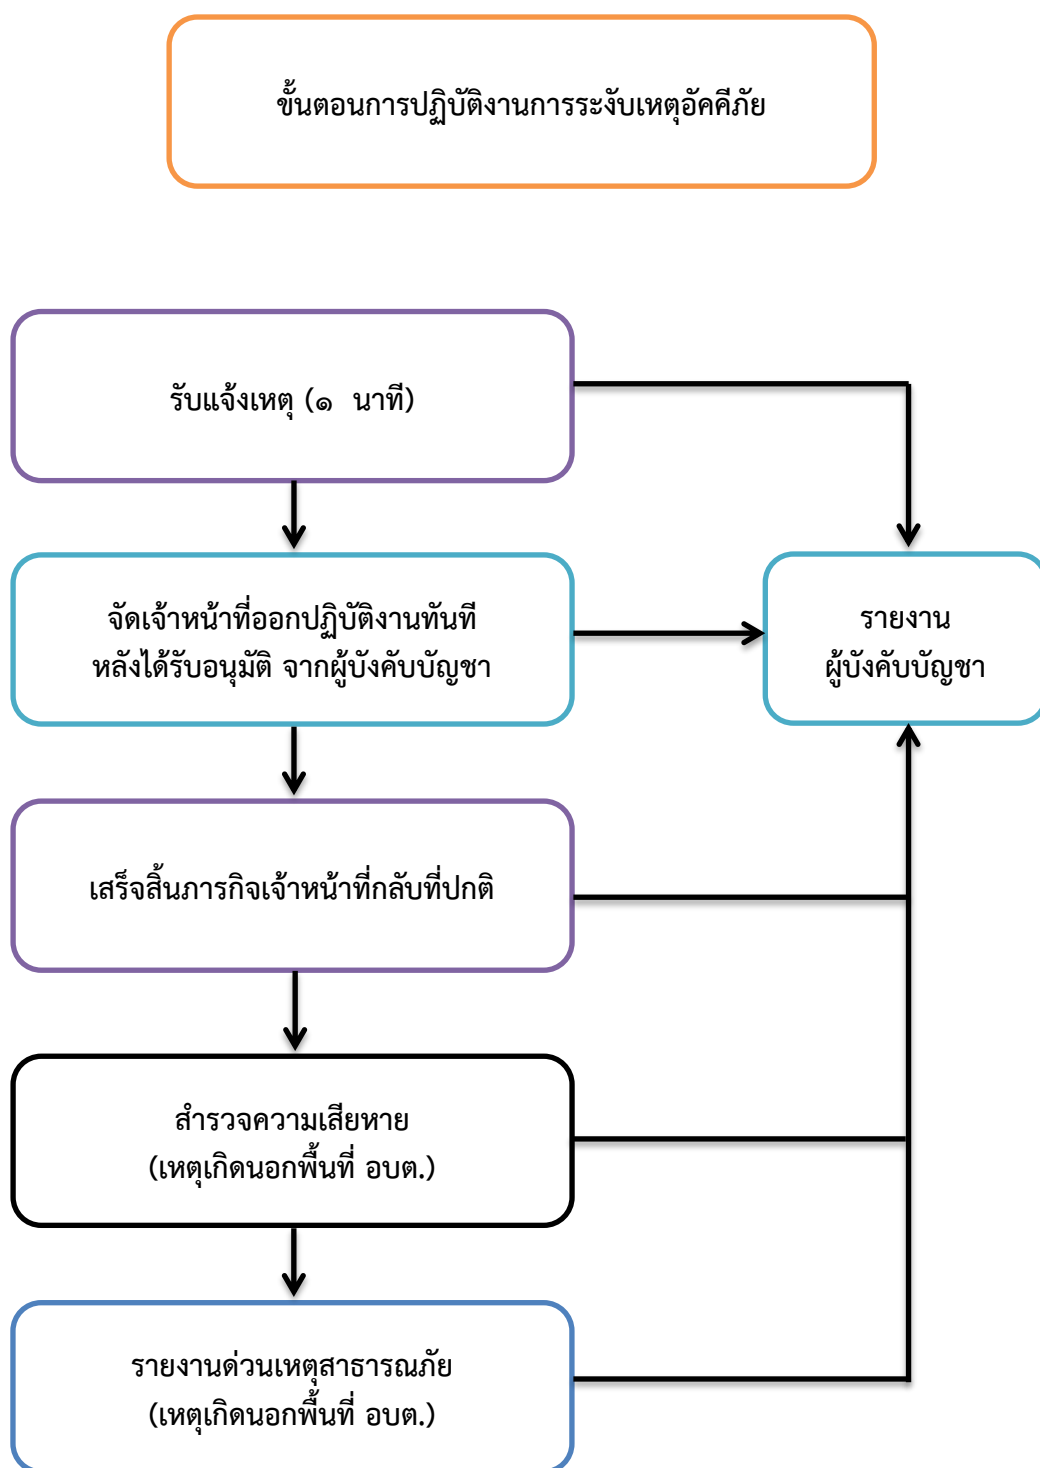 ขั้นตอนการปฏิบัติงานการระงับเหตุอัคคีภัย
รับแจ้งเหตุ (๑ นาที)
จัดเจ้าหน้าที่ออกปฏิบัติงานทันที
หลังได้รับอนุมัติ จากผู้บังคับบัญชา
รายงาน
ผู้บังคับบัญชา
เสร็จสิ้นภารกิจเจ้าหน้าที่กลับที่ปกติ
สำรวจความเสียหาย
(เหตุเกิดนอกพื้นที่ อบต.)
รายงานด่วนเหตุสาธารณภัย
(เหตุเกิดนอกพื้นที่ อบต.)